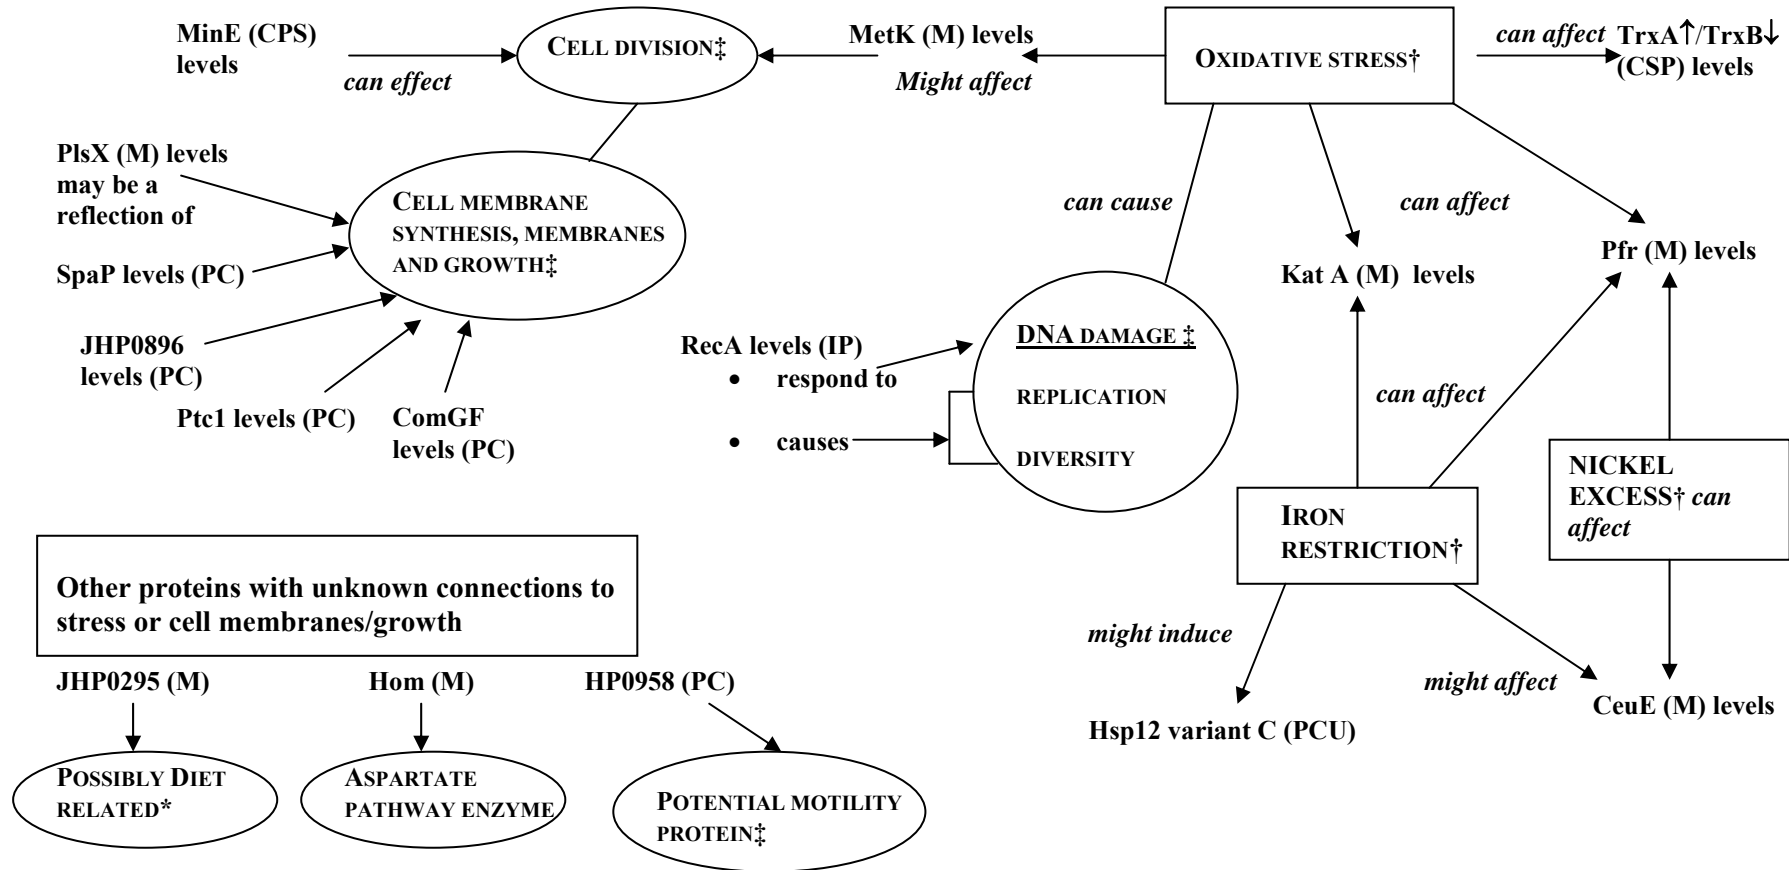 MinE (CPS)
levels
can effect
CELL DIVISION‡
MetK (M) levels
Might affect
OXIDATIVE STRESS†
can affect
TrxA↑/TrxB↓
(CSP) levels
PlsX (M) levels
may be a
reflection of
SpaP levels (PC)
JHP0896
levels (PC)
Ptc1 levels (PC)
ComGF
levels (PC)
CELL MEMBRANE
SYNTHESIS, MEMBRANES
AND GROWTH‡
can cause
can affect
Kat A (M) levels
Pfr (M) levels
RecA levels (IP)
• respond to
• causes
DNA DAMAGE ‡
REPLICATION
DIVERSITY
can affect
IRON
RESTRICTION†
NICKEL
EXCESS† can
affect
might induce
might affect
Hsp12 variant C (PCU)
CeuE (M) levels
Other proteins with unknown connections to
stress or cell membranes/growth
JHP0295 (M)
Hom (M)
HP0958 (PC)
POSSIBLY DIET
RELATED*
ASPARTATE
PATHWAY ENZYME
POTENTIAL MOTILITY
PROTEIN‡